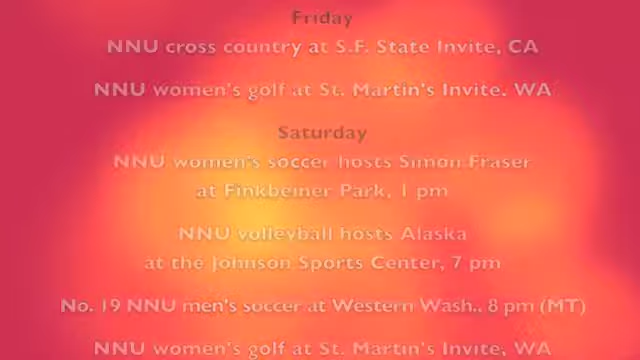 Friday
NNU cross country at S.F. State Invite, CA
NNU women's golf at St. Martin's Invite. WA
Saturday
NNU women's soccer hosts Simon Fraser
at Finkbeiner Park, 1 pm
NNU volleyball hosts Alaska
at the Johnson Sports Center, 7 pm
No. 19 NNU men's soccer at Western Wash., 8 pm (MT)
NNU women's golf at St. Martin's Invite, WA